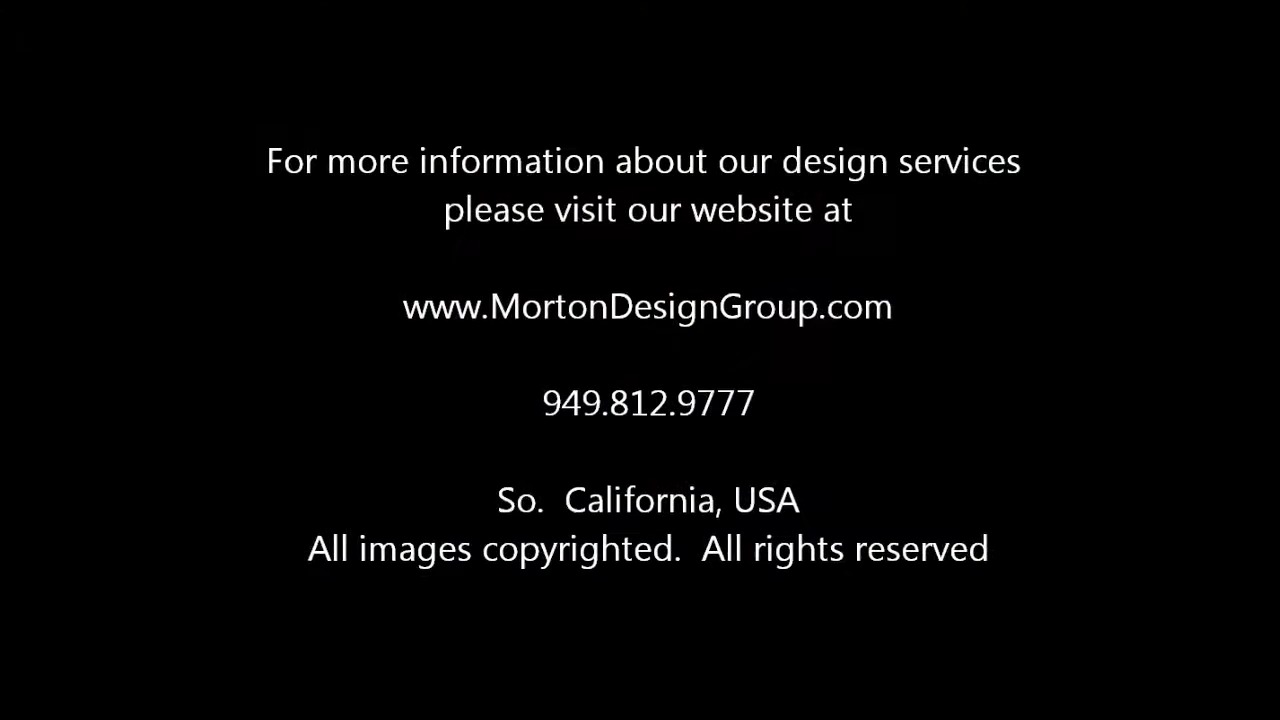 For more information about our design services
please visit our website at
www.MortonDesignGroup.com
949.812.9777
So.  California, USA
All images copyrighted.  All rights reserved